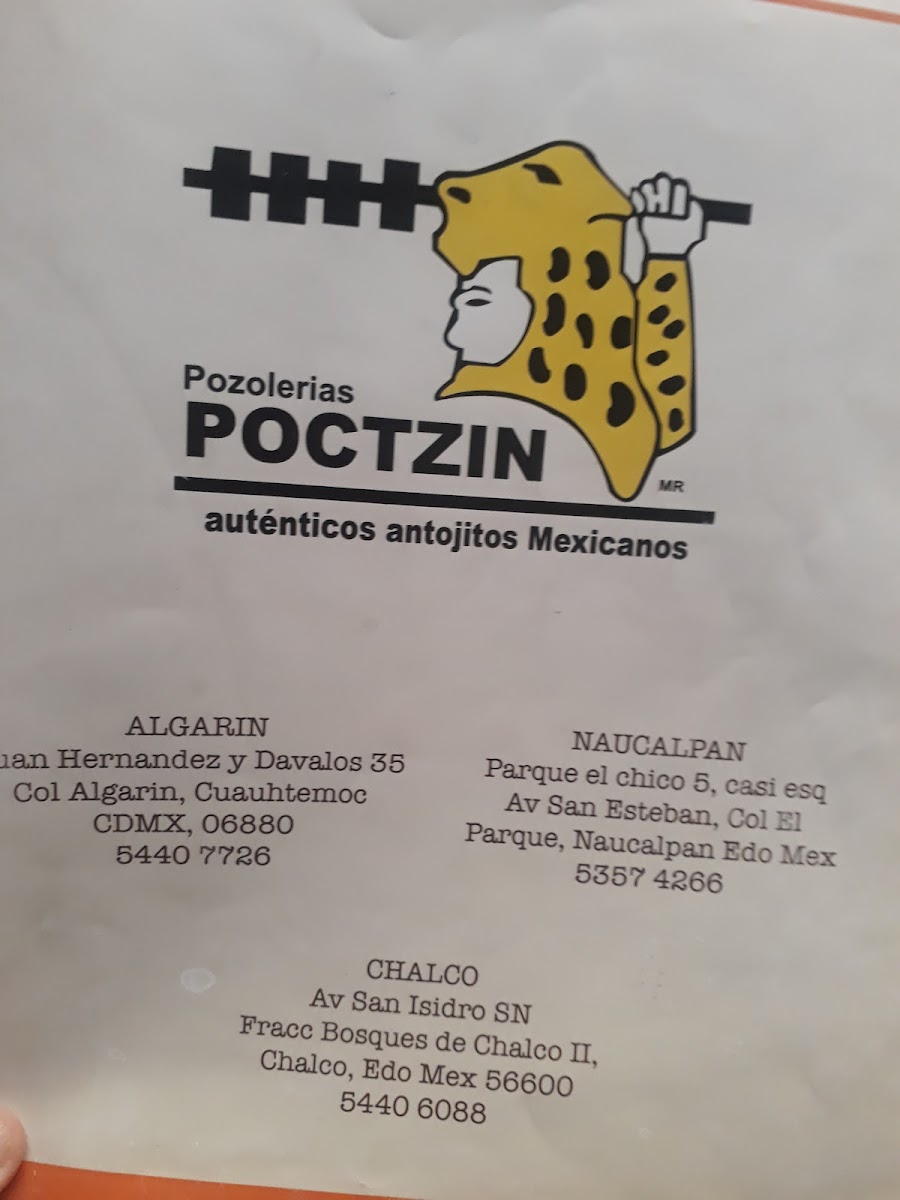 Pozolerias
POCTZIN
MR
auténticos antojitos Mexicanos
ALGARIN
Hernandez y Davalos 35
Col Algarin, Cuauhtemoc
CDMX, 06880
5440 7726
NAUCALPAN
Parque el chico 5, casi esq
Av San Esteban, Col El
Parque, Naucalpan Edo Mex
5357 4266
CHALCO
Av San Isidro SN
Fracc Bosques de Chalco II,
Chalco, Edo Mex 56600
5440 6088